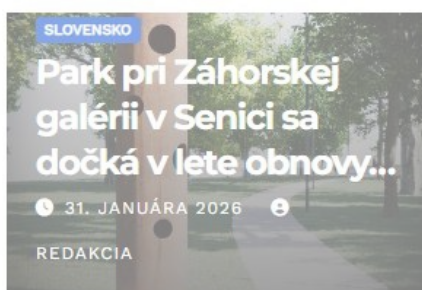 SLOVENSKO
Park pri Záhorskej
galérii v Senici sa
dočká v lete obnovy...
31. JANUÁRA 2026
REDAKCIA